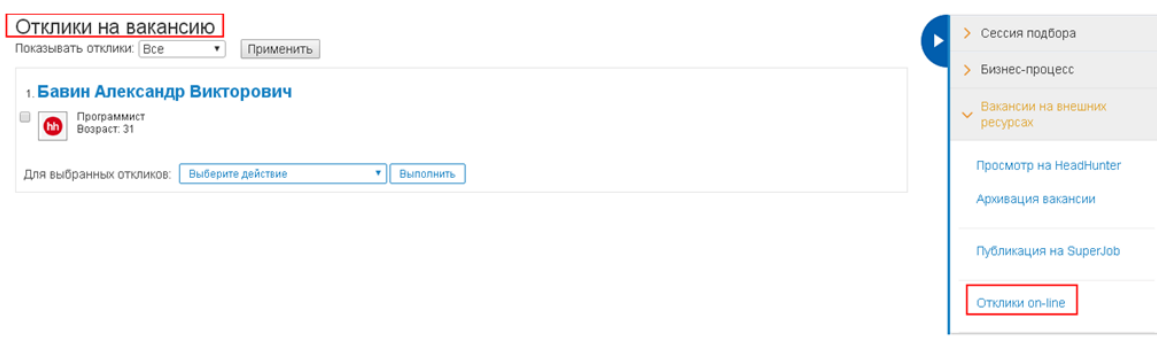 Отклики на вакансию
Показывать отклики: Все Применить
1. Бавин Александр Викторович
hh
Программист
Возраст: 31
Для выбранных откликов: Выберите действие Выполнить
Сессия подбора
Бизнес-процесс
Вакансии на внешних
ресурсах
Просмотр на HeadHunter
Архивация вакансии
Публикация на SuperJob
Отклики on-line